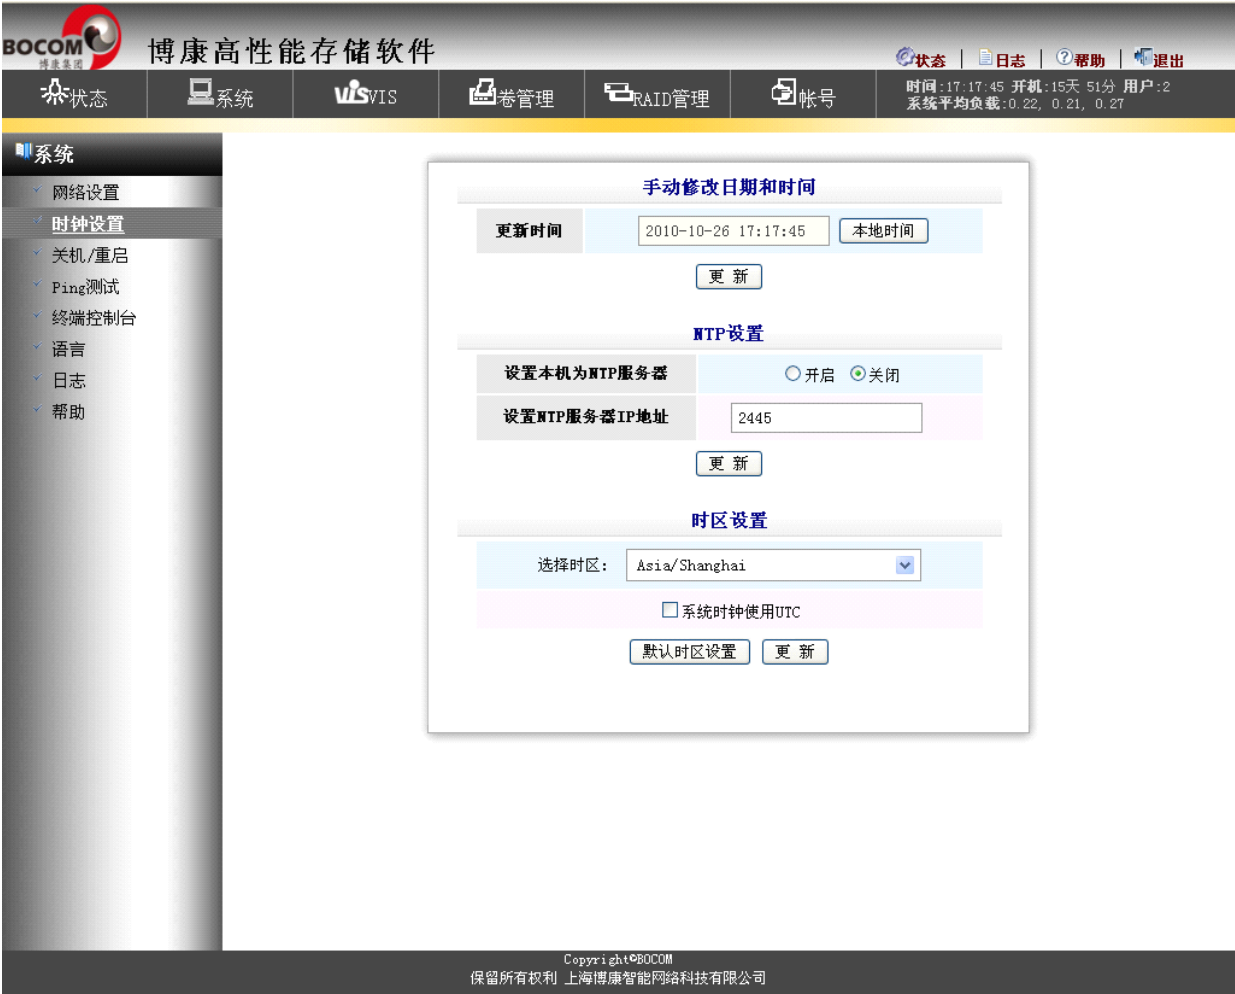 BOCOM
博康集团
博康高性能存储软件
状态 | 日志 | 帮助 | 退出
状态 系统 VIS VIS 卷管理 RAID管理 帐号
时间:17:17:45 开机:15天 51分 用户:2
系统平均负载:0.22, 0.21, 0.27
系统
网络设置
时钟设置
关机/重启
Ping测试
终端控制台
语言
日志
帮助
手动修改日期和时间
更新时间 2010-10-26 17:17:45 本地时间
更 新
NTP设置
设置本机为NTP服务器 开启 关闭
设置NTP服务器IP地址 2445
更 新
时区设置
选择时区: Asia/Shanghai
系统时钟使用UTC
默认时区设置 更 新
Copyright©BOCOM
保留所有权利 上海博康智能网络科技有限公司